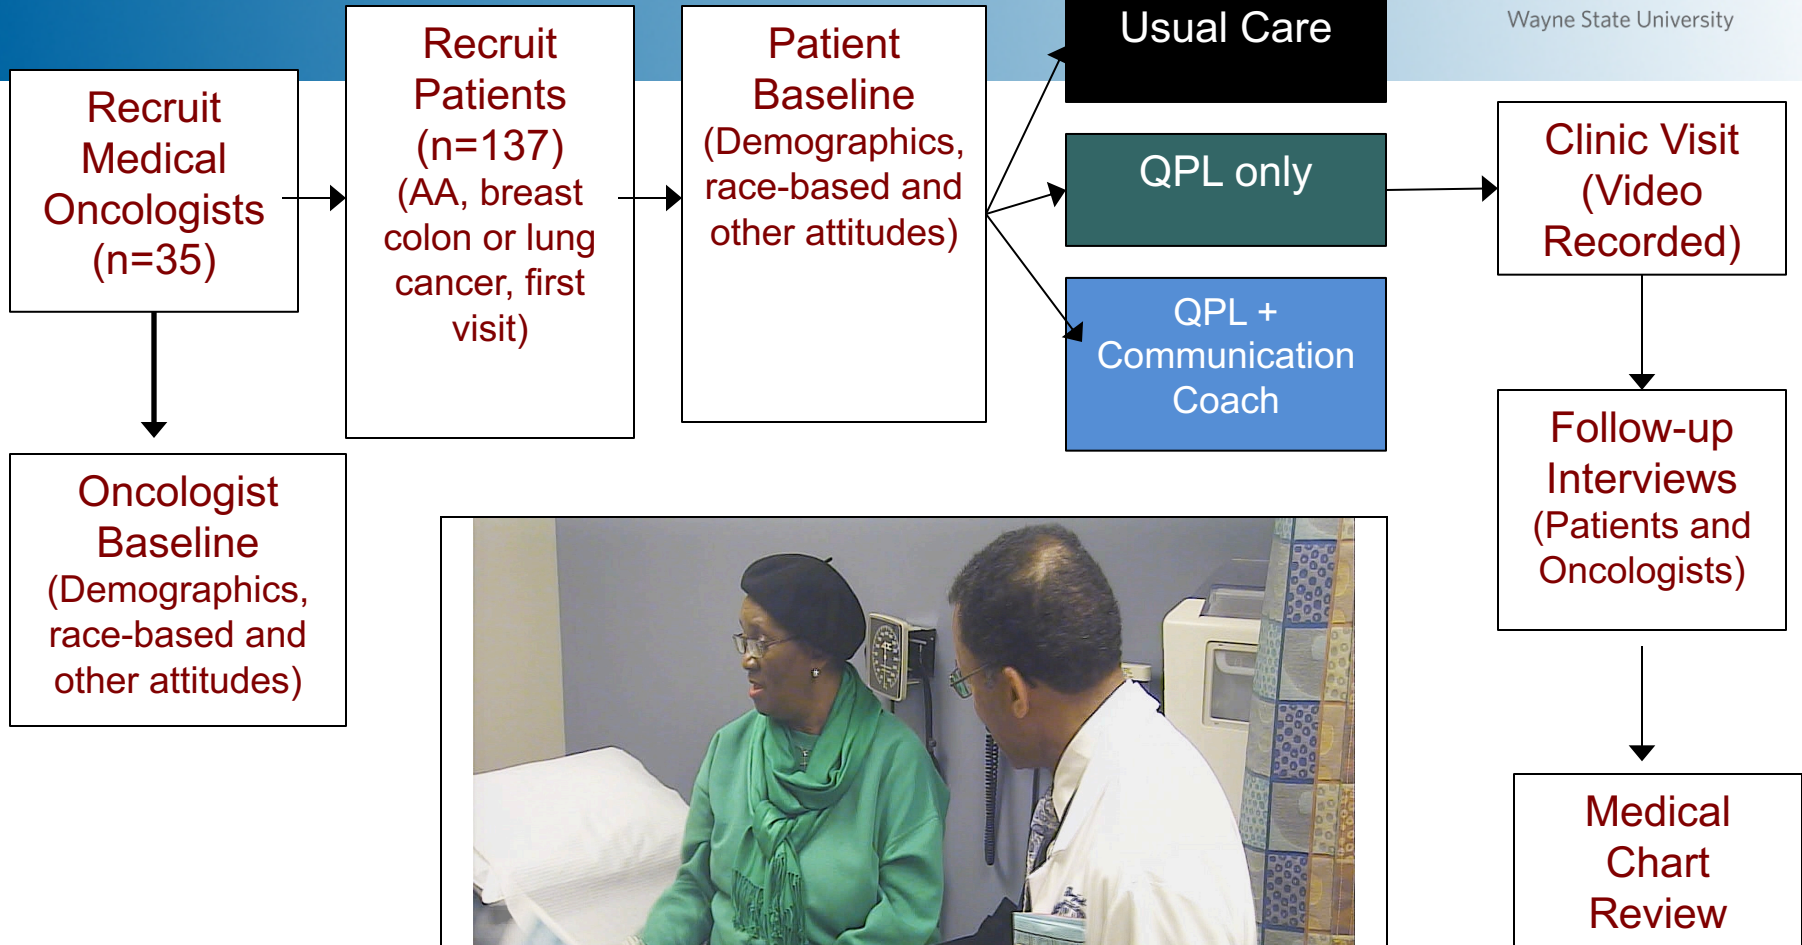 Wayne State University
Recruit
Medical
Oncologists
(n=35)
Oncologist
Baseline
(Demographics,
race-based and
other attitudes)
Recruit
Patients
(n=137)
(AA, breast
colon or lung
cancer, first
visit)
Patient
Baseline
(Demographics,
race-based and
other attitudes)
Usual Care
QPL only
QPL +
Communication
Coach
Clinic Visit
(Video
Recorded)
Follow-up
Interviews
(Patients and
Oncologists)
Medical
Chart
Review